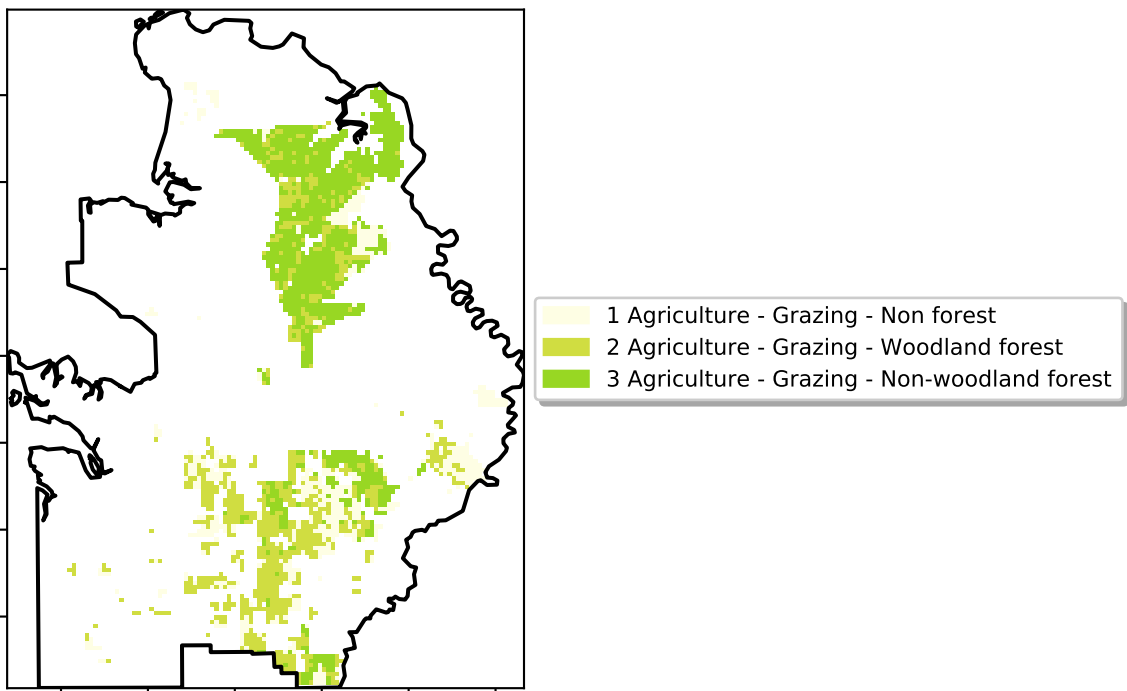 1 Agriculture - Grazing - Non forest
2 Agriculture - Grazing - Woodland forest
3 Agriculture - Grazing - Non-woodland forest